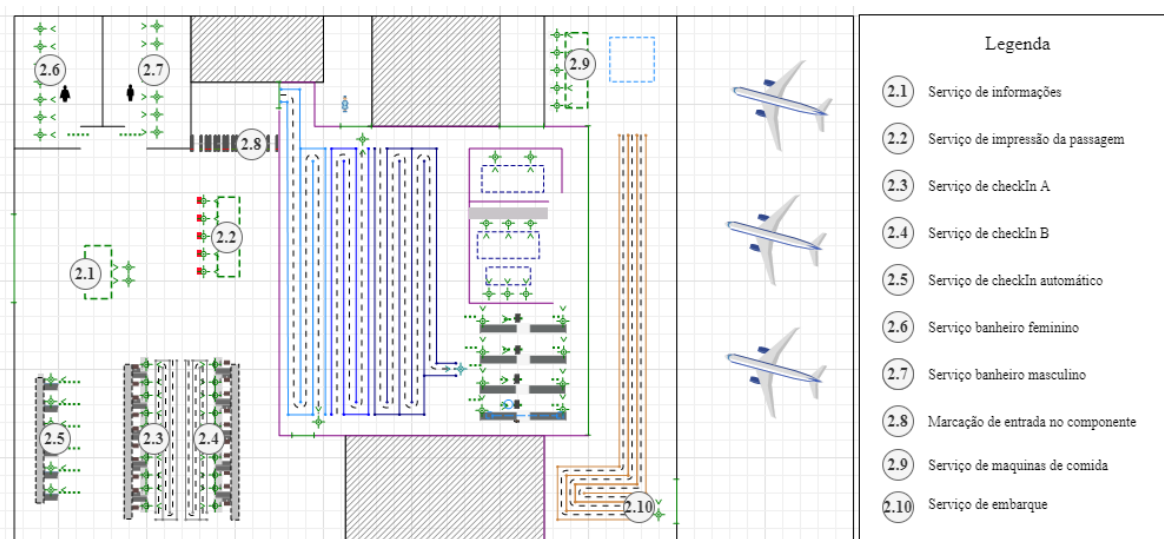 2.6
2.7
2.9
2.8
2.2
2.1
2.5
2.3
2.4
2.10
Legenda
2.1 Serviço de informações
2.2 Serviço de impressão da passagem
2.3 Serviço de checkIn A
2.4 Serviço de checkIn B
2.5 Serviço de checkIn automático
2.6 Serviço banheiro feminino
2.7 Serviço banheiro masculino
2.8 Marcação de entrada no componente
2.9 Serviço de maquinas de comida
2.10 Serviço de embarque